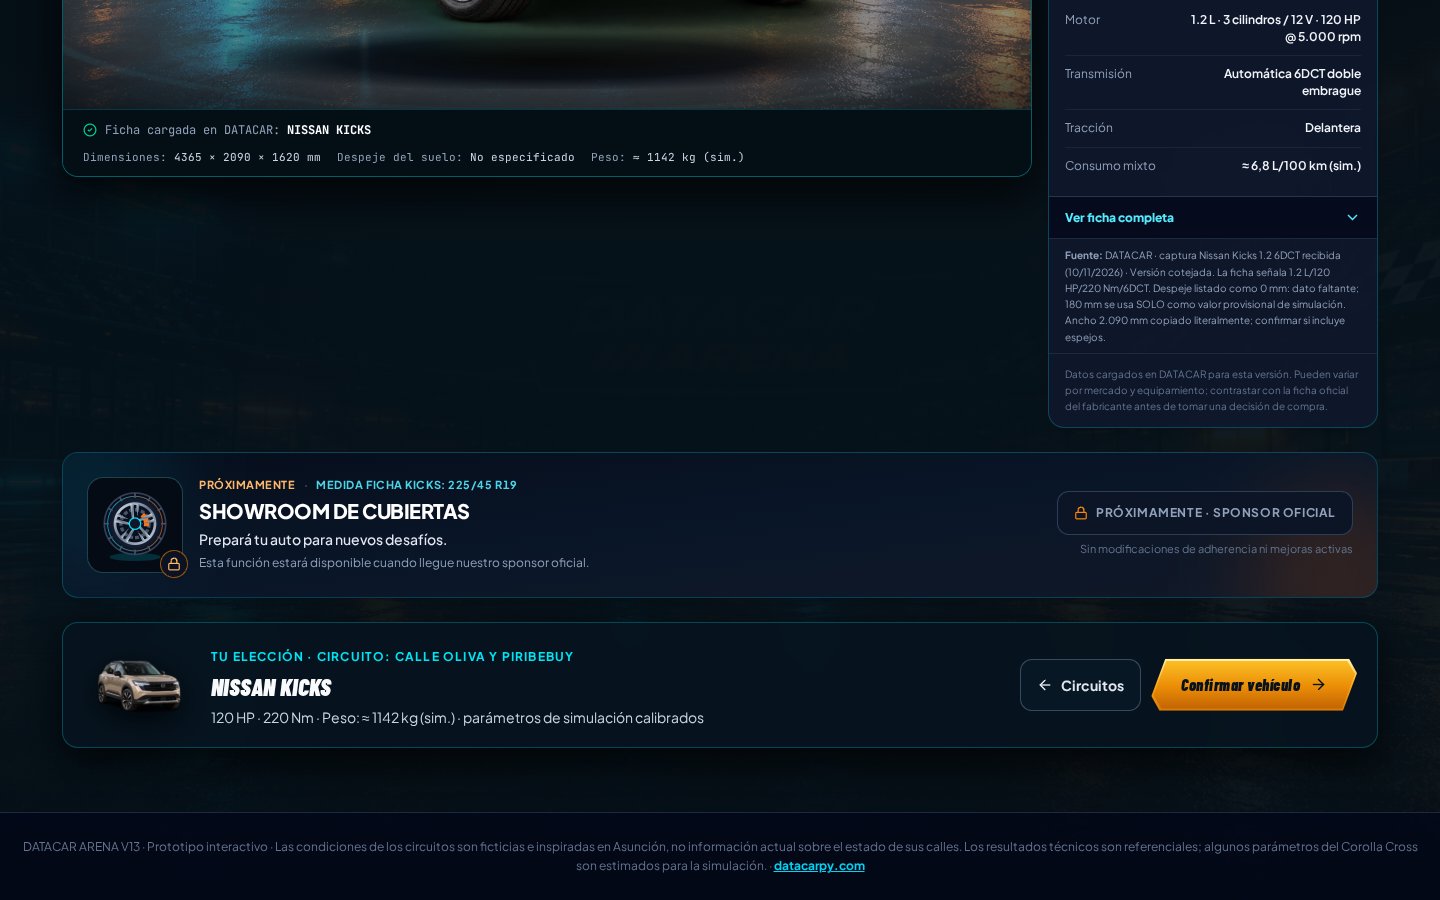 Motor
1.2 L · 3 cilindros / 12 V · 120 HP
@ 5.000 rpm
Transmisión
Automática 6DCT doble
embrague
Tracción
Delantera
Consumo mixto
≈ 6,8 L/100 km (sim.)
Ficha cargada en DATACAR: NISSAN KICKS
Dimensiones: 4365 × 2090 × 1620 mm Despeje del suelo: No especificado Peso: ≈ 1142 kg (sim.)
Ver ficha completa
Fuente: DATACAR · captura Nissan Kicks 1.2 6DCT recibida
(10/11/2026) · Versión cotejada. La ficha señala 1.2 L/120
HP/220 Nm/6DCT. Despeje listado como 0 mm: dato faltante;
180 mm se usa SOLO como valor provisional de simulación.
Ancho 2.090 mm copiado literalmente; confirmar si incluye
espejos.
Datos cargados en DATACAR para esta versión. Pueden variar
por mercado y equipamiento; contrastar con la ficha oficial
del fabricante antes de tomar una decisión de compra.
PRÓXIMAMENTE · MEDIDA FICHA KICKS: 225/45 R19
SHOWROOM DE CUBIERTAS
Prepará tu auto para nuevos desafíos.
Esta función estará disponible cuando llegue nuestro sponsor oficial.
PRÓXIMAMENTE · SPONSOR OFICIAL
Sin modificaciones de adherencia ni mejoras activas
TU ELECCIÓN · CIRCUITO: CALLE OLIVA Y PIRIBEBUY
NISSAN KICKS
120 HP · 220 Nm · Peso: ≈ 1142 kg (sim.) · parámetros de simulación calibrados
← Circuitos
Confirmar vehículo →
DATACAR ARENA V13 · Prototipo interactivo · Las condiciones de los circuitos son ficticias e inspiradas en Asunción, no información actual sobre el estado de sus calles. Los resultados técnicos son referenciales; algunos parámetros del Corolla Cross
son estimados para la simulación. · datacarpy.com